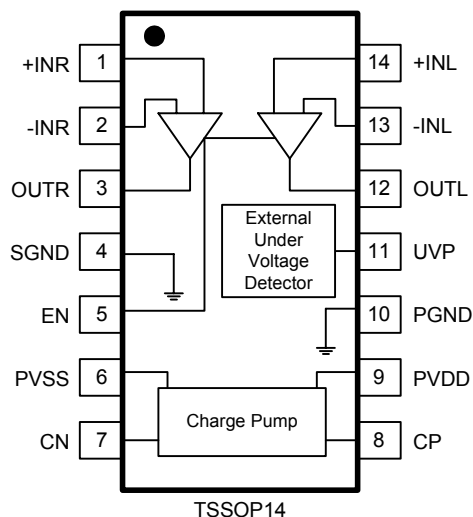 +INR 1 14 +INL
-INR 2 13 -INL
OUTR 3 12 OUTL
External
Under
Voltage
Detector
SGND 4 11 UVP
EN 5 10 PGND
PVSS 6 9 PVDD
Charge Pump
CN 7 8 CP
TSSOP14